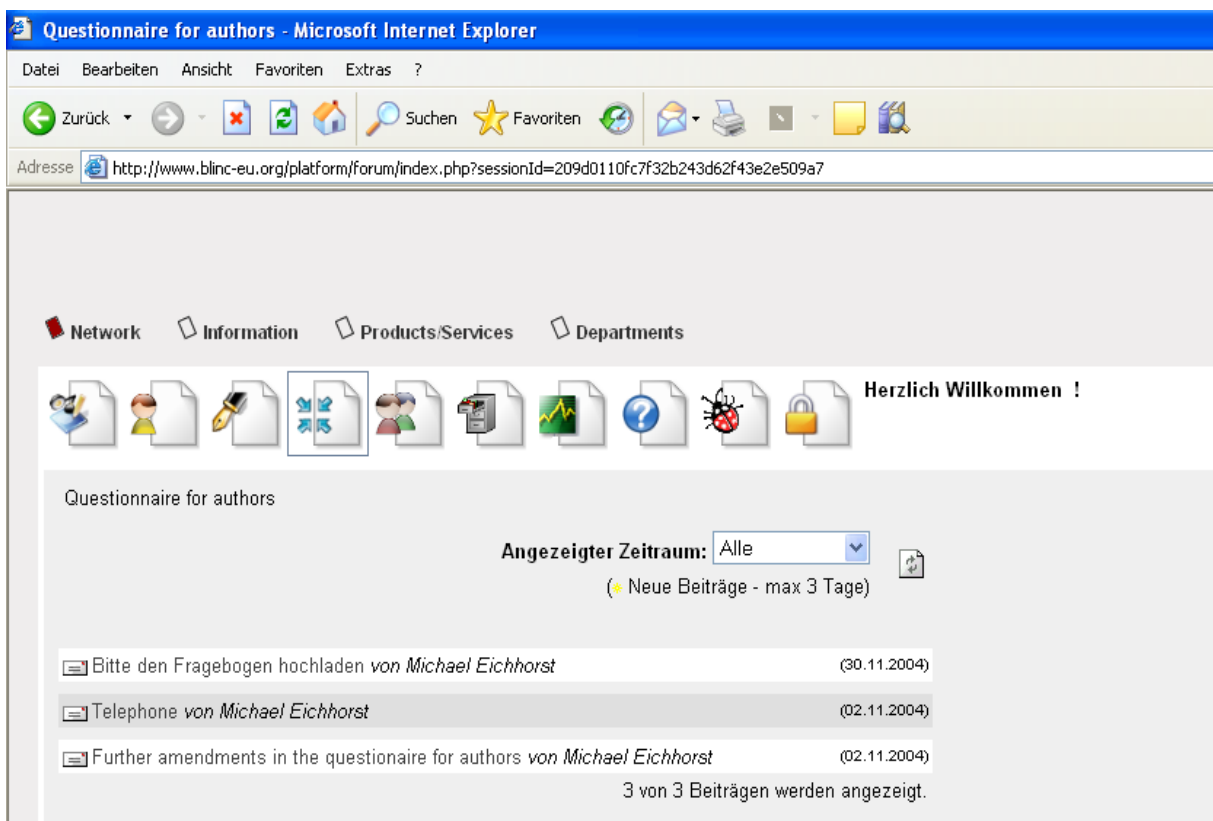 Questionnaire for authors - Microsoft Internet Explorer
Datei Bearbeiten Ansicht Favoriten Extras ?
Zurück Suchen Favoriten
Adresse http://www.blinc-eu.org/platform/forum/index.php?sessionId=209d0110fc7f32b243d62f43e2e509a7
Network Information Products/Services Departments
Herzlich Willkommen !
Questionnaire for authors
Angezeigter Zeitraum: Alle
( Neue Beiträge - max 3 Tage)
Bitte den Fragebogen hochladen von Michael Eichhorst (30.11.2004)
Telephone von Michael Eichhorst (02.11.2004)
Further amendments in the questionaire for authors von Michael Eichhorst (02.11.2004)
3 von 3 Beiträgen werden angezeigt.